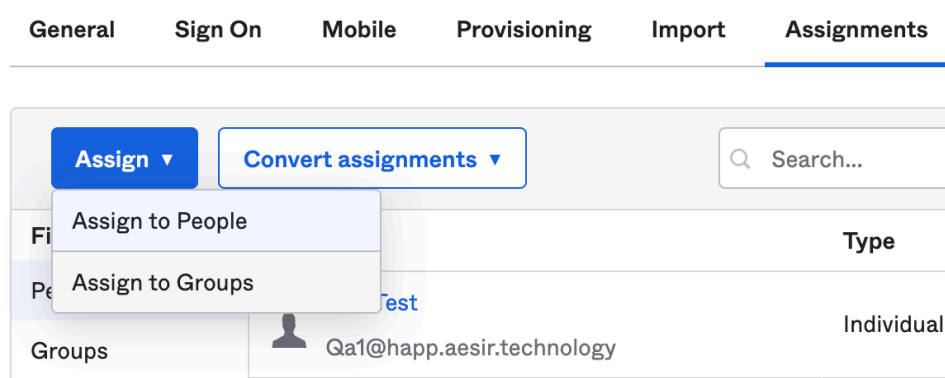 General Sign On Mobile Provisioning Import Assignments
Assign ▼ Convert assignments ▼ Search...
Assign to People
Type
Assign to Groups
Test
Individual
Qa1@happ.aesir.technology
Groups